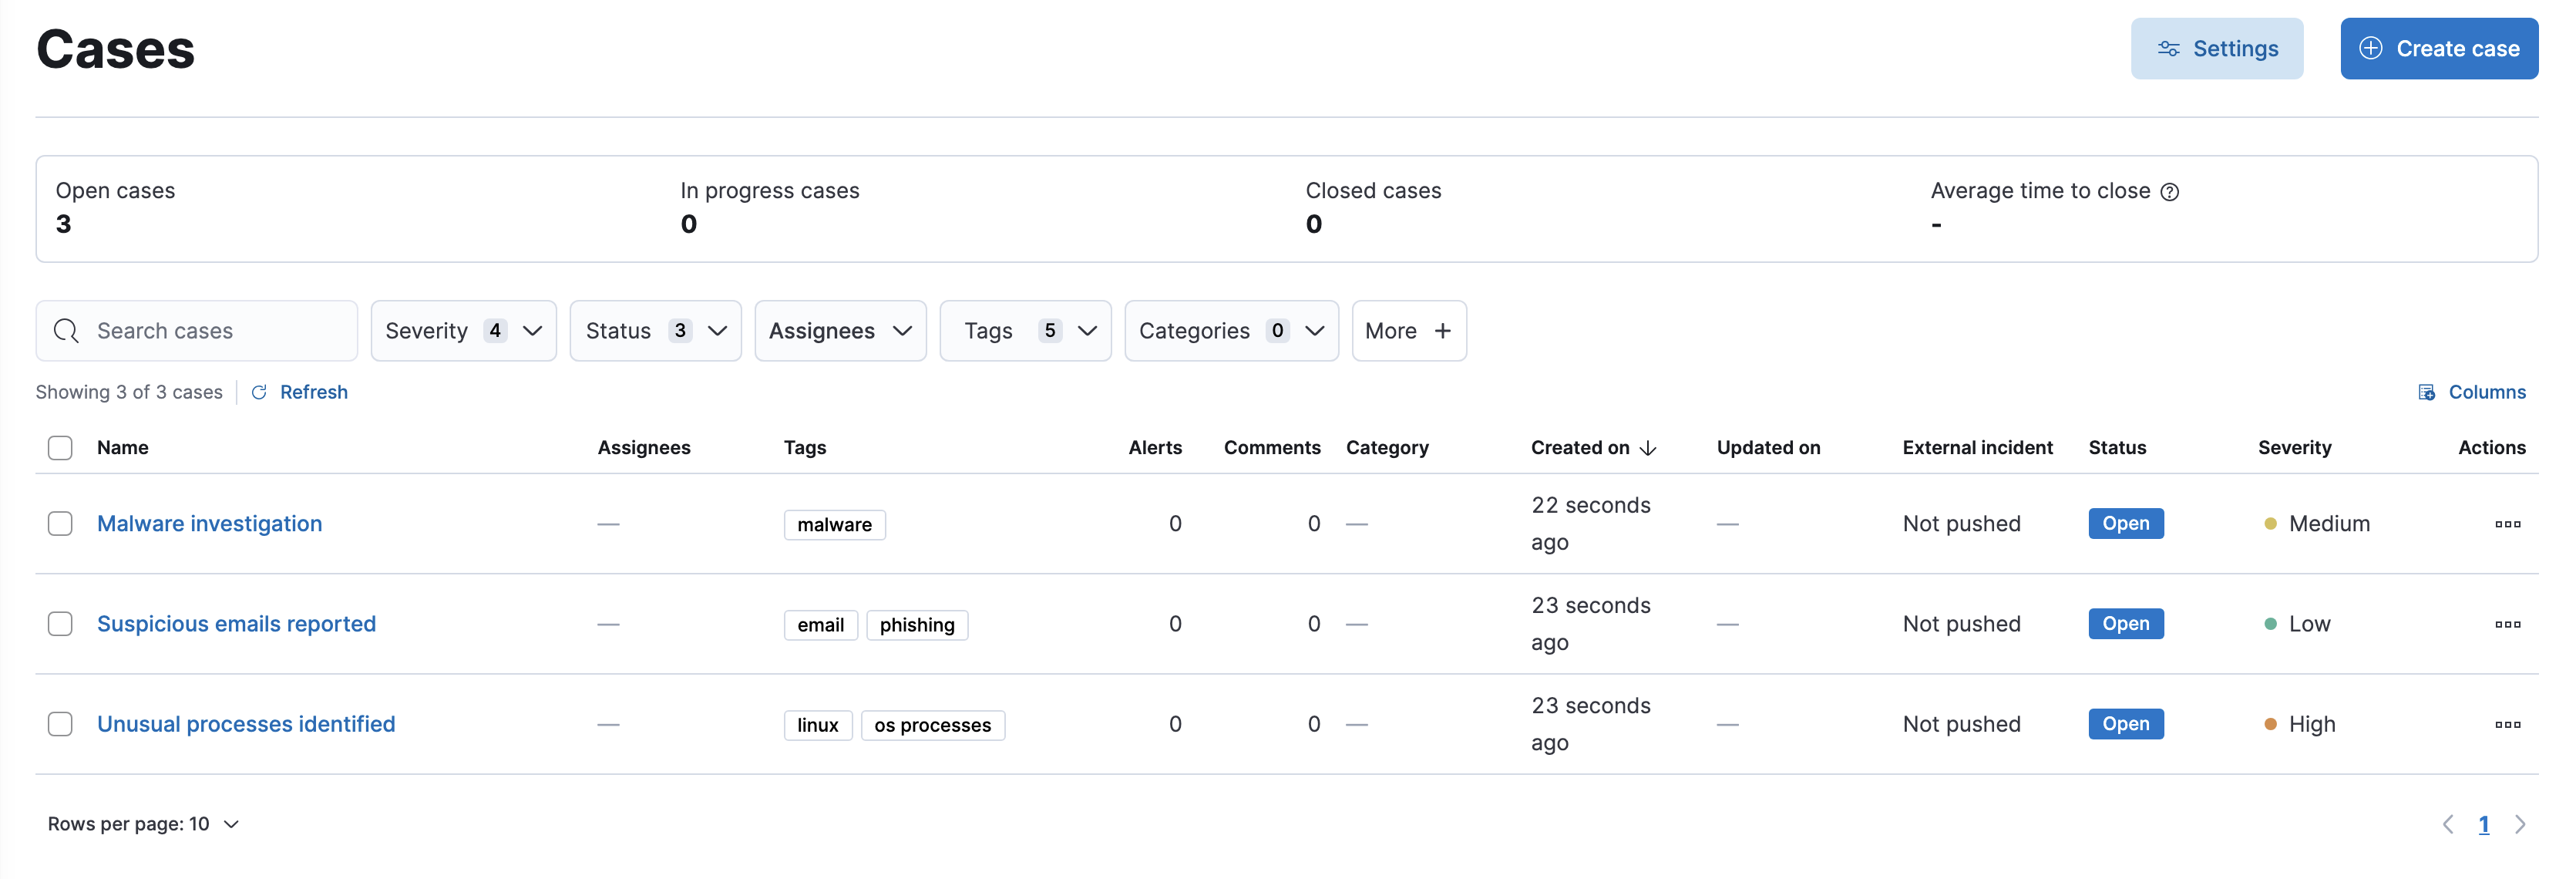 Cases
Settings
Create case
Open cases
3
In progress cases
0
Closed cases
0
Average time to close
-
Search cases
Severity 4
Status 3
Assignees
Tags 5
Categories 0
More
Showing 3 of 3 cases
Refresh
Columns
Name Assignees Tags Alerts Comments Category Created on Updated on External incident Status Severity Actions
Malware investigation — malware 0 0 — 22 seconds ago — Not pushed Open Medium
Suspicious emails reported — email phishing 0 0 — 23 seconds ago — Not pushed Open Low
Unusual processes identified — linux os processes 0 0 — 23 seconds ago — Not pushed Open High
Rows per page: 10
1